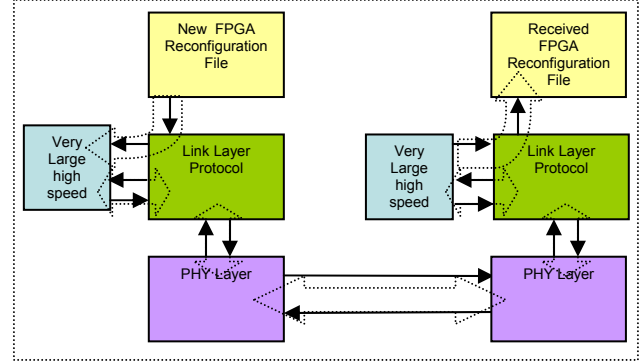 New FPGA
Reconfiguration
File
Received
FPGA
Reconfiguration
File
Very
Large
high
speed
Link Layer
Protocol
Very
Large
high
speed
Link Layer
Protocol
PHY Layer
PHY Layer